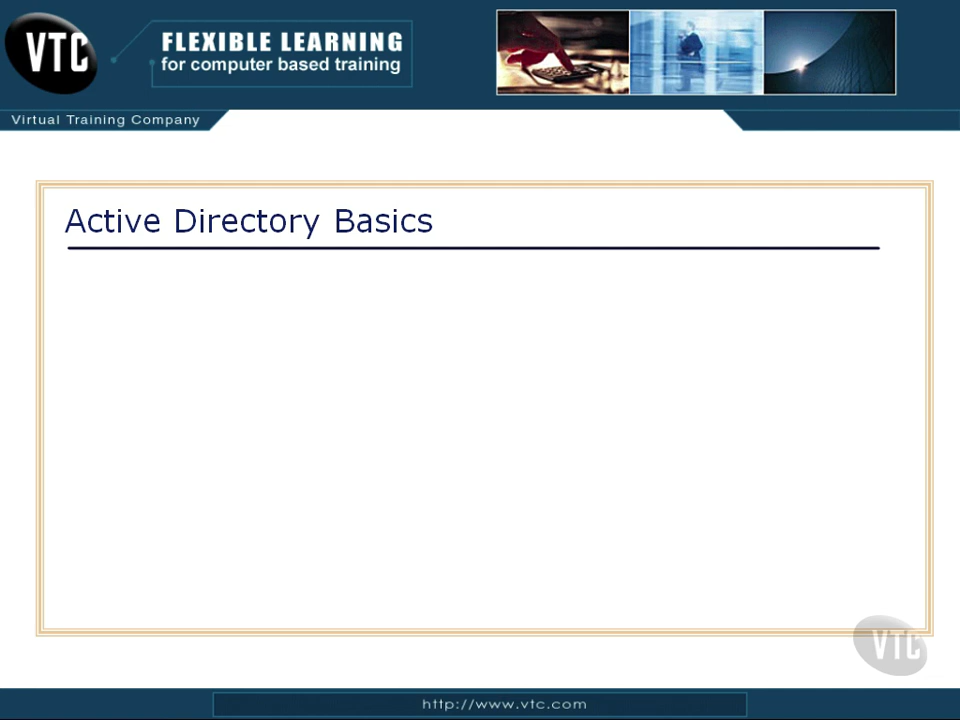 VTC
FLEXIBLE LEARNING
for computer based training
Virtual Training Company
Active Directory Basics
VTC
http://www.vtc.com